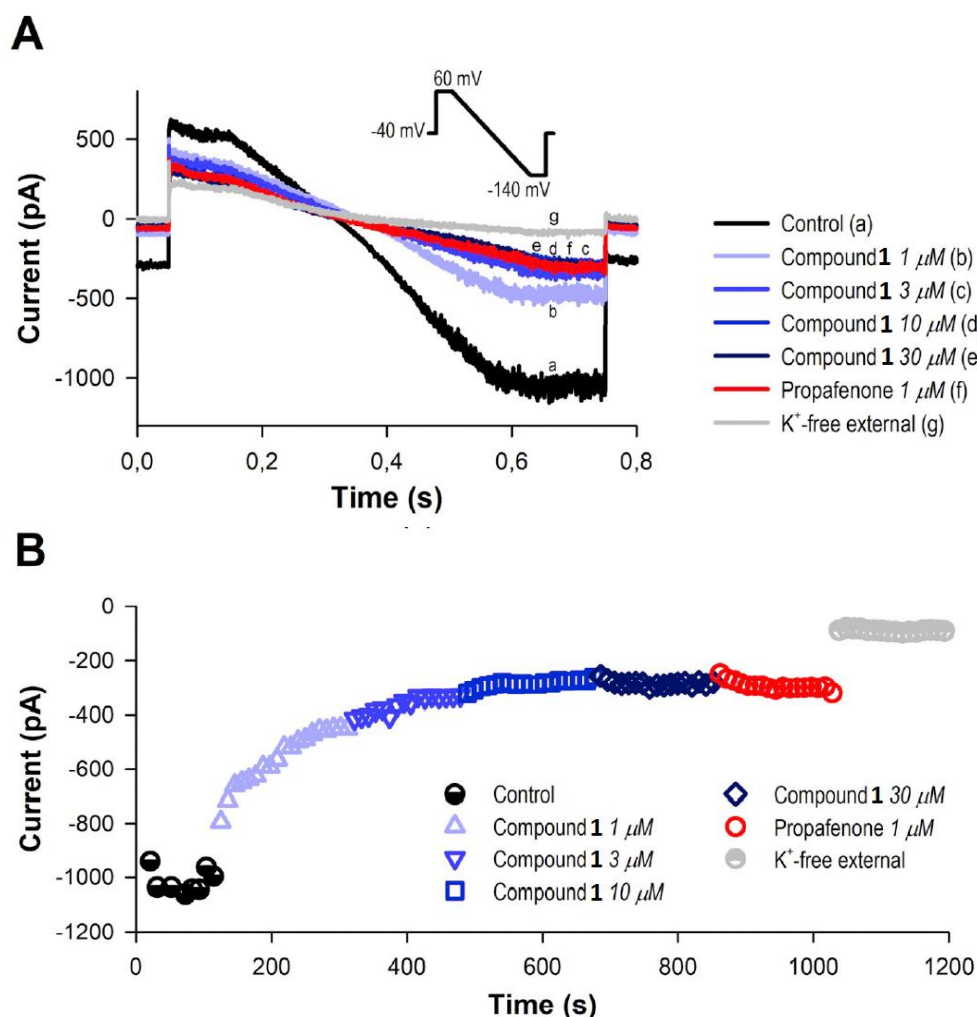 A
60 mV
-40 mV
-140 mV
500
0
-500
-1000
Current (pA)
g
e d f c
b
a
0,0 0,2 0,4 0,6 0,8
Time (s)
Control (a)
Compound 1 1 μM (b)
Compound 1 3 μM (c)
Compound 1 10 μM (d
Compound 1 30 μM (e
Propafenone 1 μM (f)
K⁺-free external (g)
B
0
-200
-400
-600
-800
-1000
-1200
Current (pA)
Control
Compound 1 1 μM
Compound 1 3 μM
Compound 1 10 μM
Compound 1 30 μM
Propafenone 1 μM
K⁺-free external
0 200 400 600 800 1000 1200
Time (s)